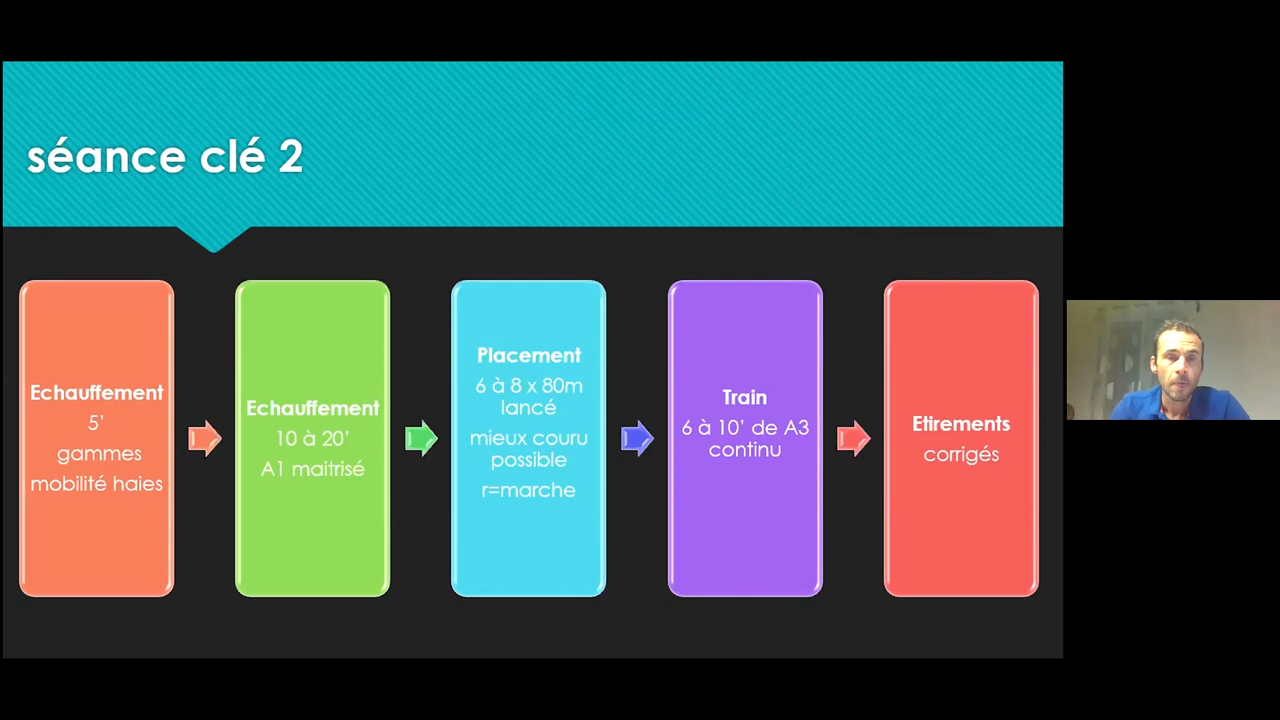 séance clé 2
Echauffement
5'
gammes
mobilité haies
Echauffement
10 à 20'
A1 maitrisé
Placement
6 à 8 x 80m
lancé
mieux couru
possible
r=marche
Train
6 à 10' de A3
continu
Etirements
corrigés